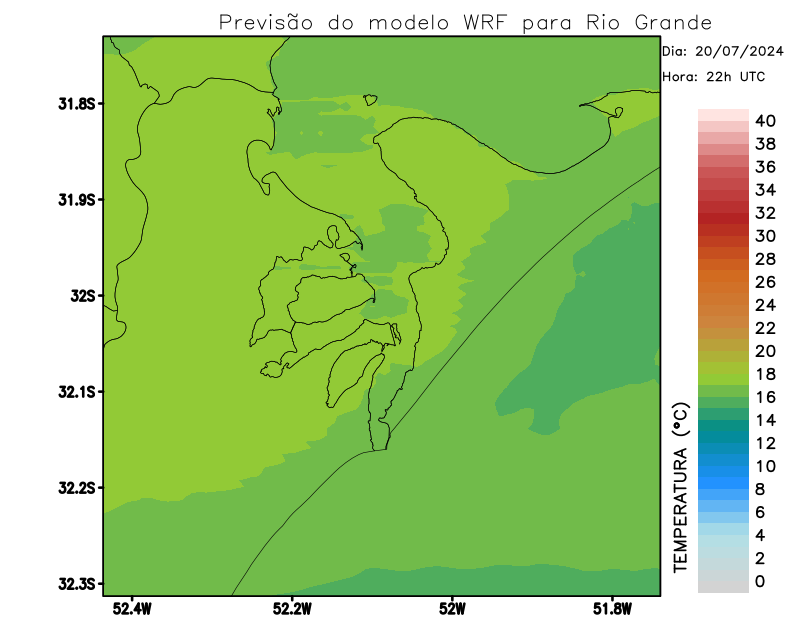 Previsão do modelo WRF para Rio Grande
Dia: 20/07/2024
Hora: 22h UTC
31.8S
31.9S
32S
32.1S
32.2S
32.3S
52.4W
52.2W
52W
51.8W
TEMPERATURA (°C)
40
38
36
34
32
30
28
26
24
22
20
18
16
14
12
10
8
6
4
2
0